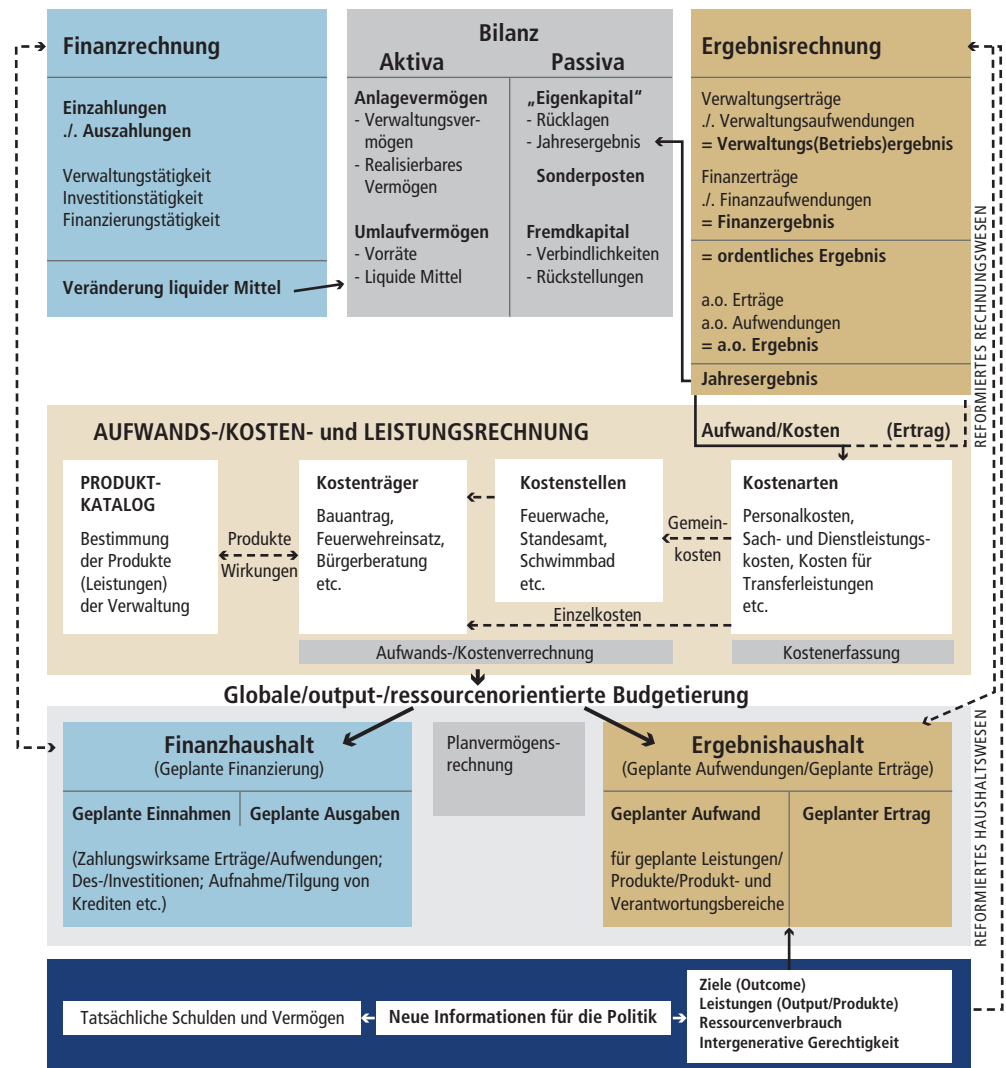 Finanzrechnung
Einzahlungen
./. Auszahlungen
Verwaltungstätigkeit
Investitionstätigkeit
Finanzierungstätigkeit
Veränderung liquider Mittel
Bilanz
Aktiva
Passiva
Anlagevermögen
- Verwaltungsver-
mögen
- Realisierbares
Vermögen
Umlaufvermögen
- Vorräte
- Liquide Mittel
„Eigenkapital“
- Rücklagen
- Jahresergebnis
Sonderposten
Fremdkapital
- Verbindlichkeiten
- Rückstellungen
Ergebnisrechnung
Verwaltungserträge
./. Verwaltungsaufwendungen
= Verwaltungs(Betriebs)ergebnis
Finanzerträge
./. Finanzaufwendungen
= Finanzergebnis
= ordentliches Ergebnis
a.o. Erträge
a.o. Aufwendungen
= a.o. Ergebnis
Jahresergebnis
REFORMIERTES RECHNUNGSWESEN
AUFWANDS-/KOSTEN- und LEISTUNGSRECHNUNG
Aufwand/Kosten
(Ertrag)
PRODUKT-
KATALOG
Bestimmung
der Produkte
(Leistungen)
der Verwaltung
Produkte
Wirkungen
Kostenträger
Bauantrag,
Feuerwehreinsatz,
Bürgerberatung
etc.
Kostenstellen
Feuerwache,
Standesamt,
Schwimmbad
etc.
Gemein-
kosten
Kostenarten
Personalkosten,
Sach- und Dienstleistungs-
kosten, Kosten für
Transferleistungen
etc.
Einzelkosten
Aufwands-/Kostenverrechnung
Kostenerfassung
Globale/output-/ressourcenorientierte Budgetierung
Finanzhaushalt
(Geplante Finanzierung)
Geplante Einnahmen
Geplante Ausgaben
(Zahlungswirksame Erträge/Aufwendungen;
Des-/Investitionen; Aufnahme/Tilgung von
Krediten etc.)
Planvermögens-
rechnung
Ergebnishaushalt
(Geplante Aufwendungen/Geplante Erträge)
Geplanter Aufwand
Geplanter Ertrag
für geplante Leistungen/
Produkte/Produkt- und
Verantwortungsbereiche
REFORMIERTES HAUSHALTSWESEN
Tatsächliche Schulden und Vermögen
Neue Informationen für die Politik
Ziele (Outcome)
Leistungen (Output/Produkte)
Ressourcenverbrauch
Intergenerative Gerechtigkeit